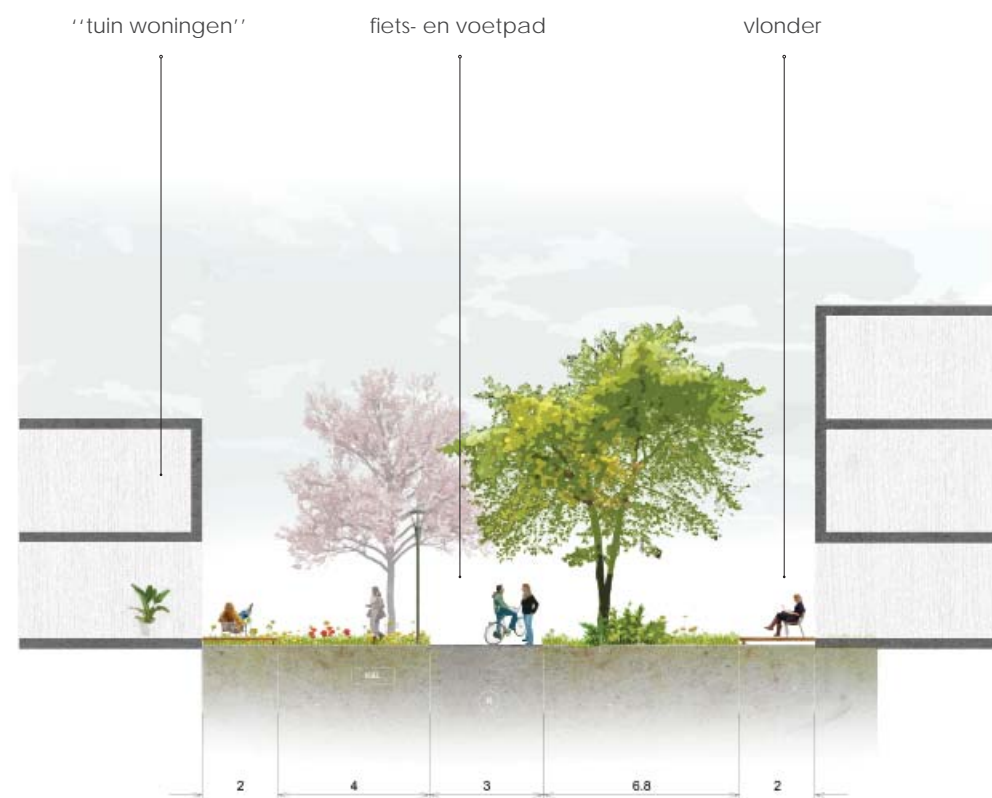 ‘‘tuin woningen’’ fiets- en voetpad vlonder
2 4 3 6.8 2